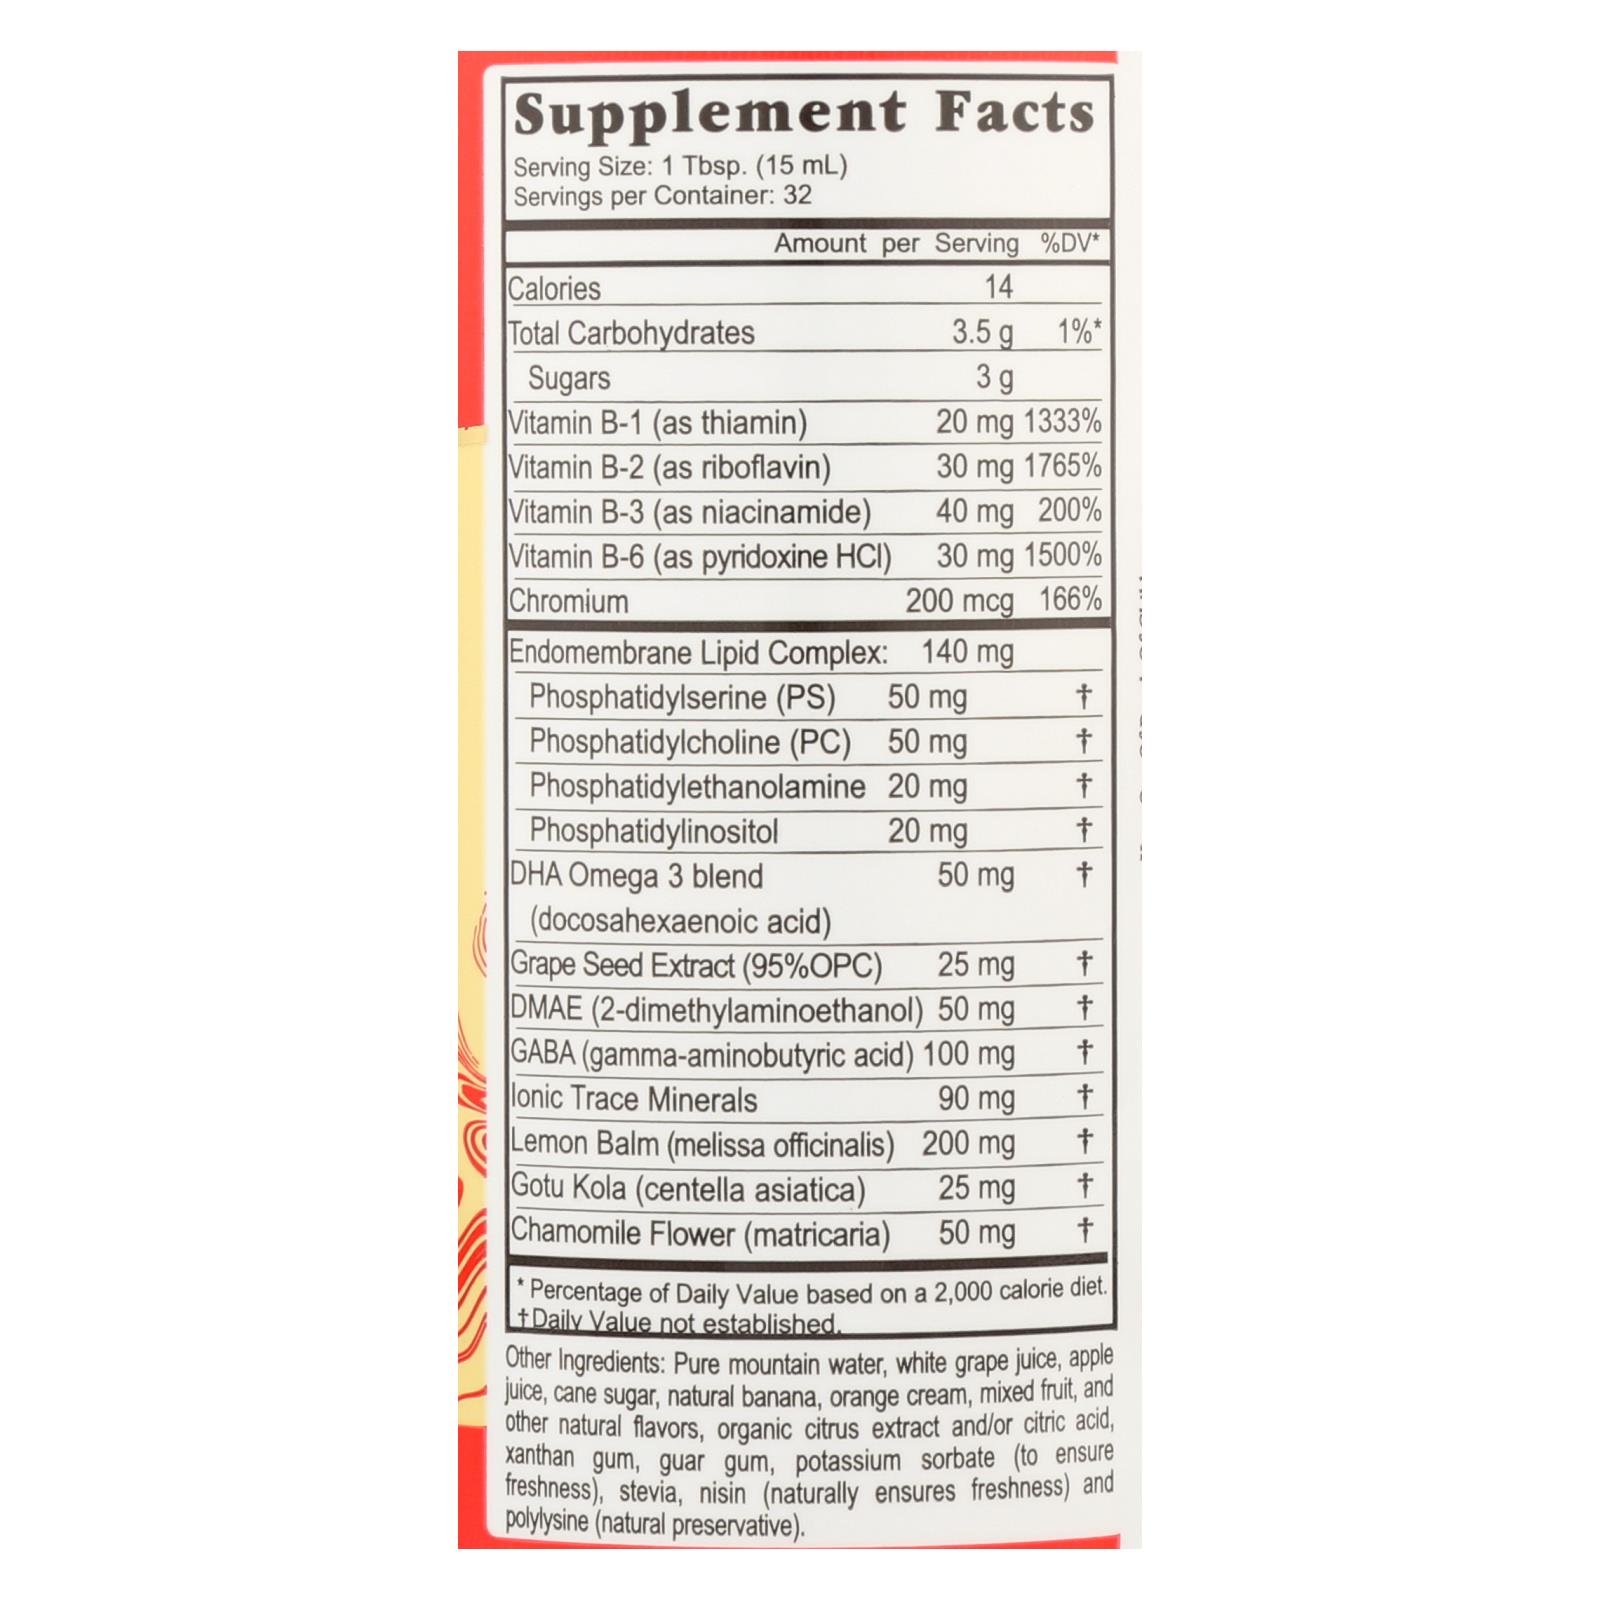 Supplement Facts
Serving Size: 1 Tbsp. (15 mL)
Servings per Container: 32
Amount per Serving %DV*
Calories 14
Total Carbohydrates 3.5 g 1%*
Sugars 3 g
Vitamin B-1 (as thiamin) 20 mg 1333%
Vitamin B-2 (as riboflavin) 30 mg 1765%
Vitamin B-3 (as niacinamide) 40 mg 200%
Vitamin B-6 (as pyridoxine HCl) 30 mg 1500%
Chromium 200 mcg 166%
Endomembrane Lipid Complex: 140 mg
Phosphatidylserine (PS) 50 mg †
Phosphatidylcholine (PC) 50 mg †
Phosphatidylethanolamine 20 mg †
Phosphatidylinositol 20 mg †
DHA Omega 3 blend 50 mg †
(docosahexaenoic acid)
Grape Seed Extract (95%OPC) 25 mg †
DMAE (2-dimethylaminoethanol) 50 mg †
GABA (gamma-aminobutyric acid) 100 mg †
Ionic Trace Minerals 90 mg †
Lemon Balm (melissa officinalis) 200 mg †
Gotu Kola (centella asiatica) 25 mg †
Chamomile Flower (matricaria) 50 mg †
* Percentage of Daily Value based on a 2,000 calorie diet.
† Daily Value not established.
Other Ingredients: Pure mountain water, white grape juice, apple
juice, cane sugar, natural banana, orange cream, mixed fruit, and
other natural flavors, organic citrus extract and/or citric acid,
xanthan gum, guar gum, potassium sorbate (to ensure
freshness), stevia, nisin (naturally ensures freshness) and
polylysine (natural preservative).